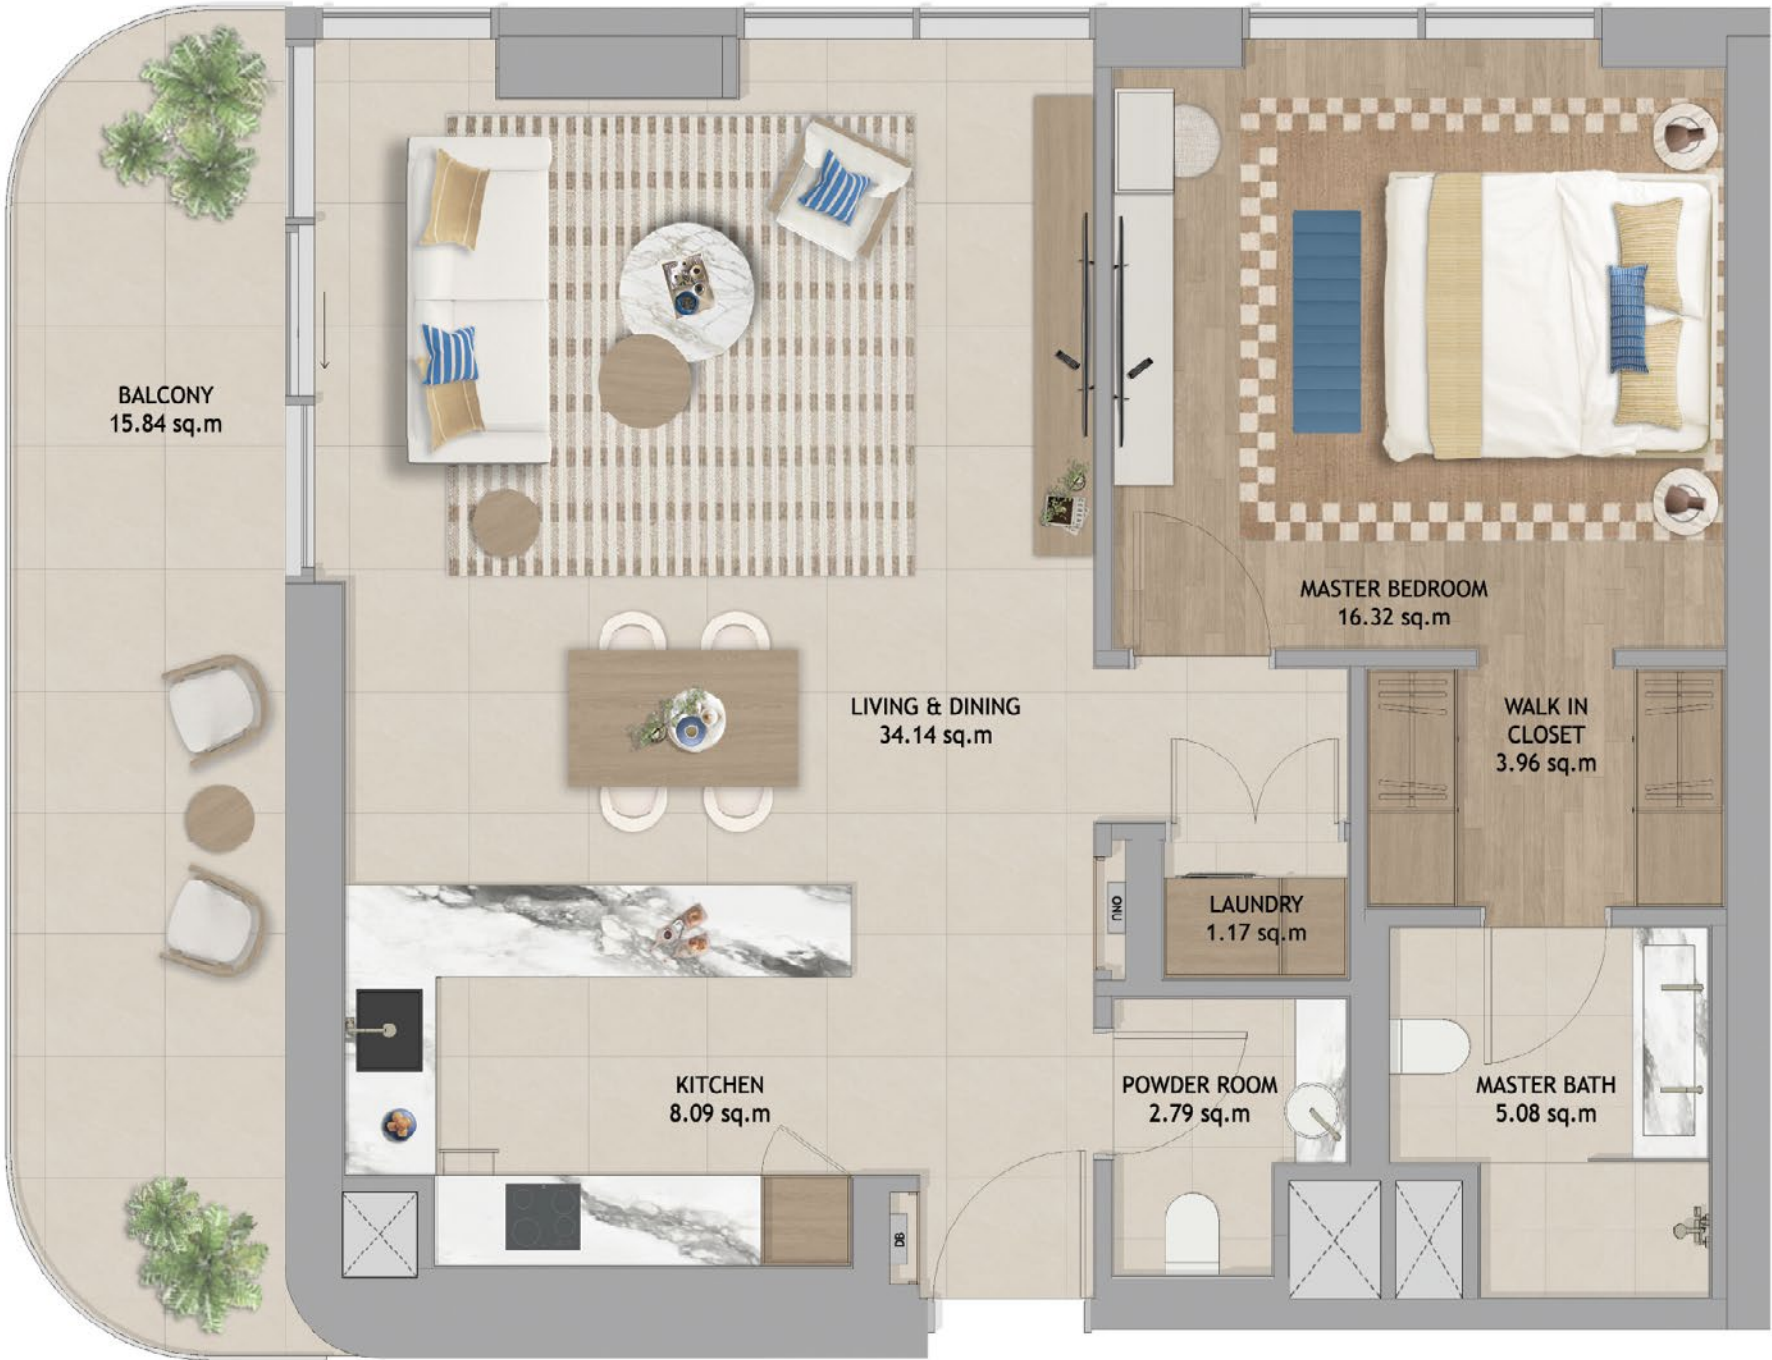 BALCONY
15.84 sq.m
MASTER BEDROOM
16.32 sq.m
LIVING & DINING
34.14 sq.m
WALK IN
CLOSET
3.96 sq.m
ONU
LAUNDRY
1.17 sq.m
KITCHEN
8.09 sq.m
POWDER ROOM
2.79 sq.m
MASTER BATH
5.08 sq.m
DB